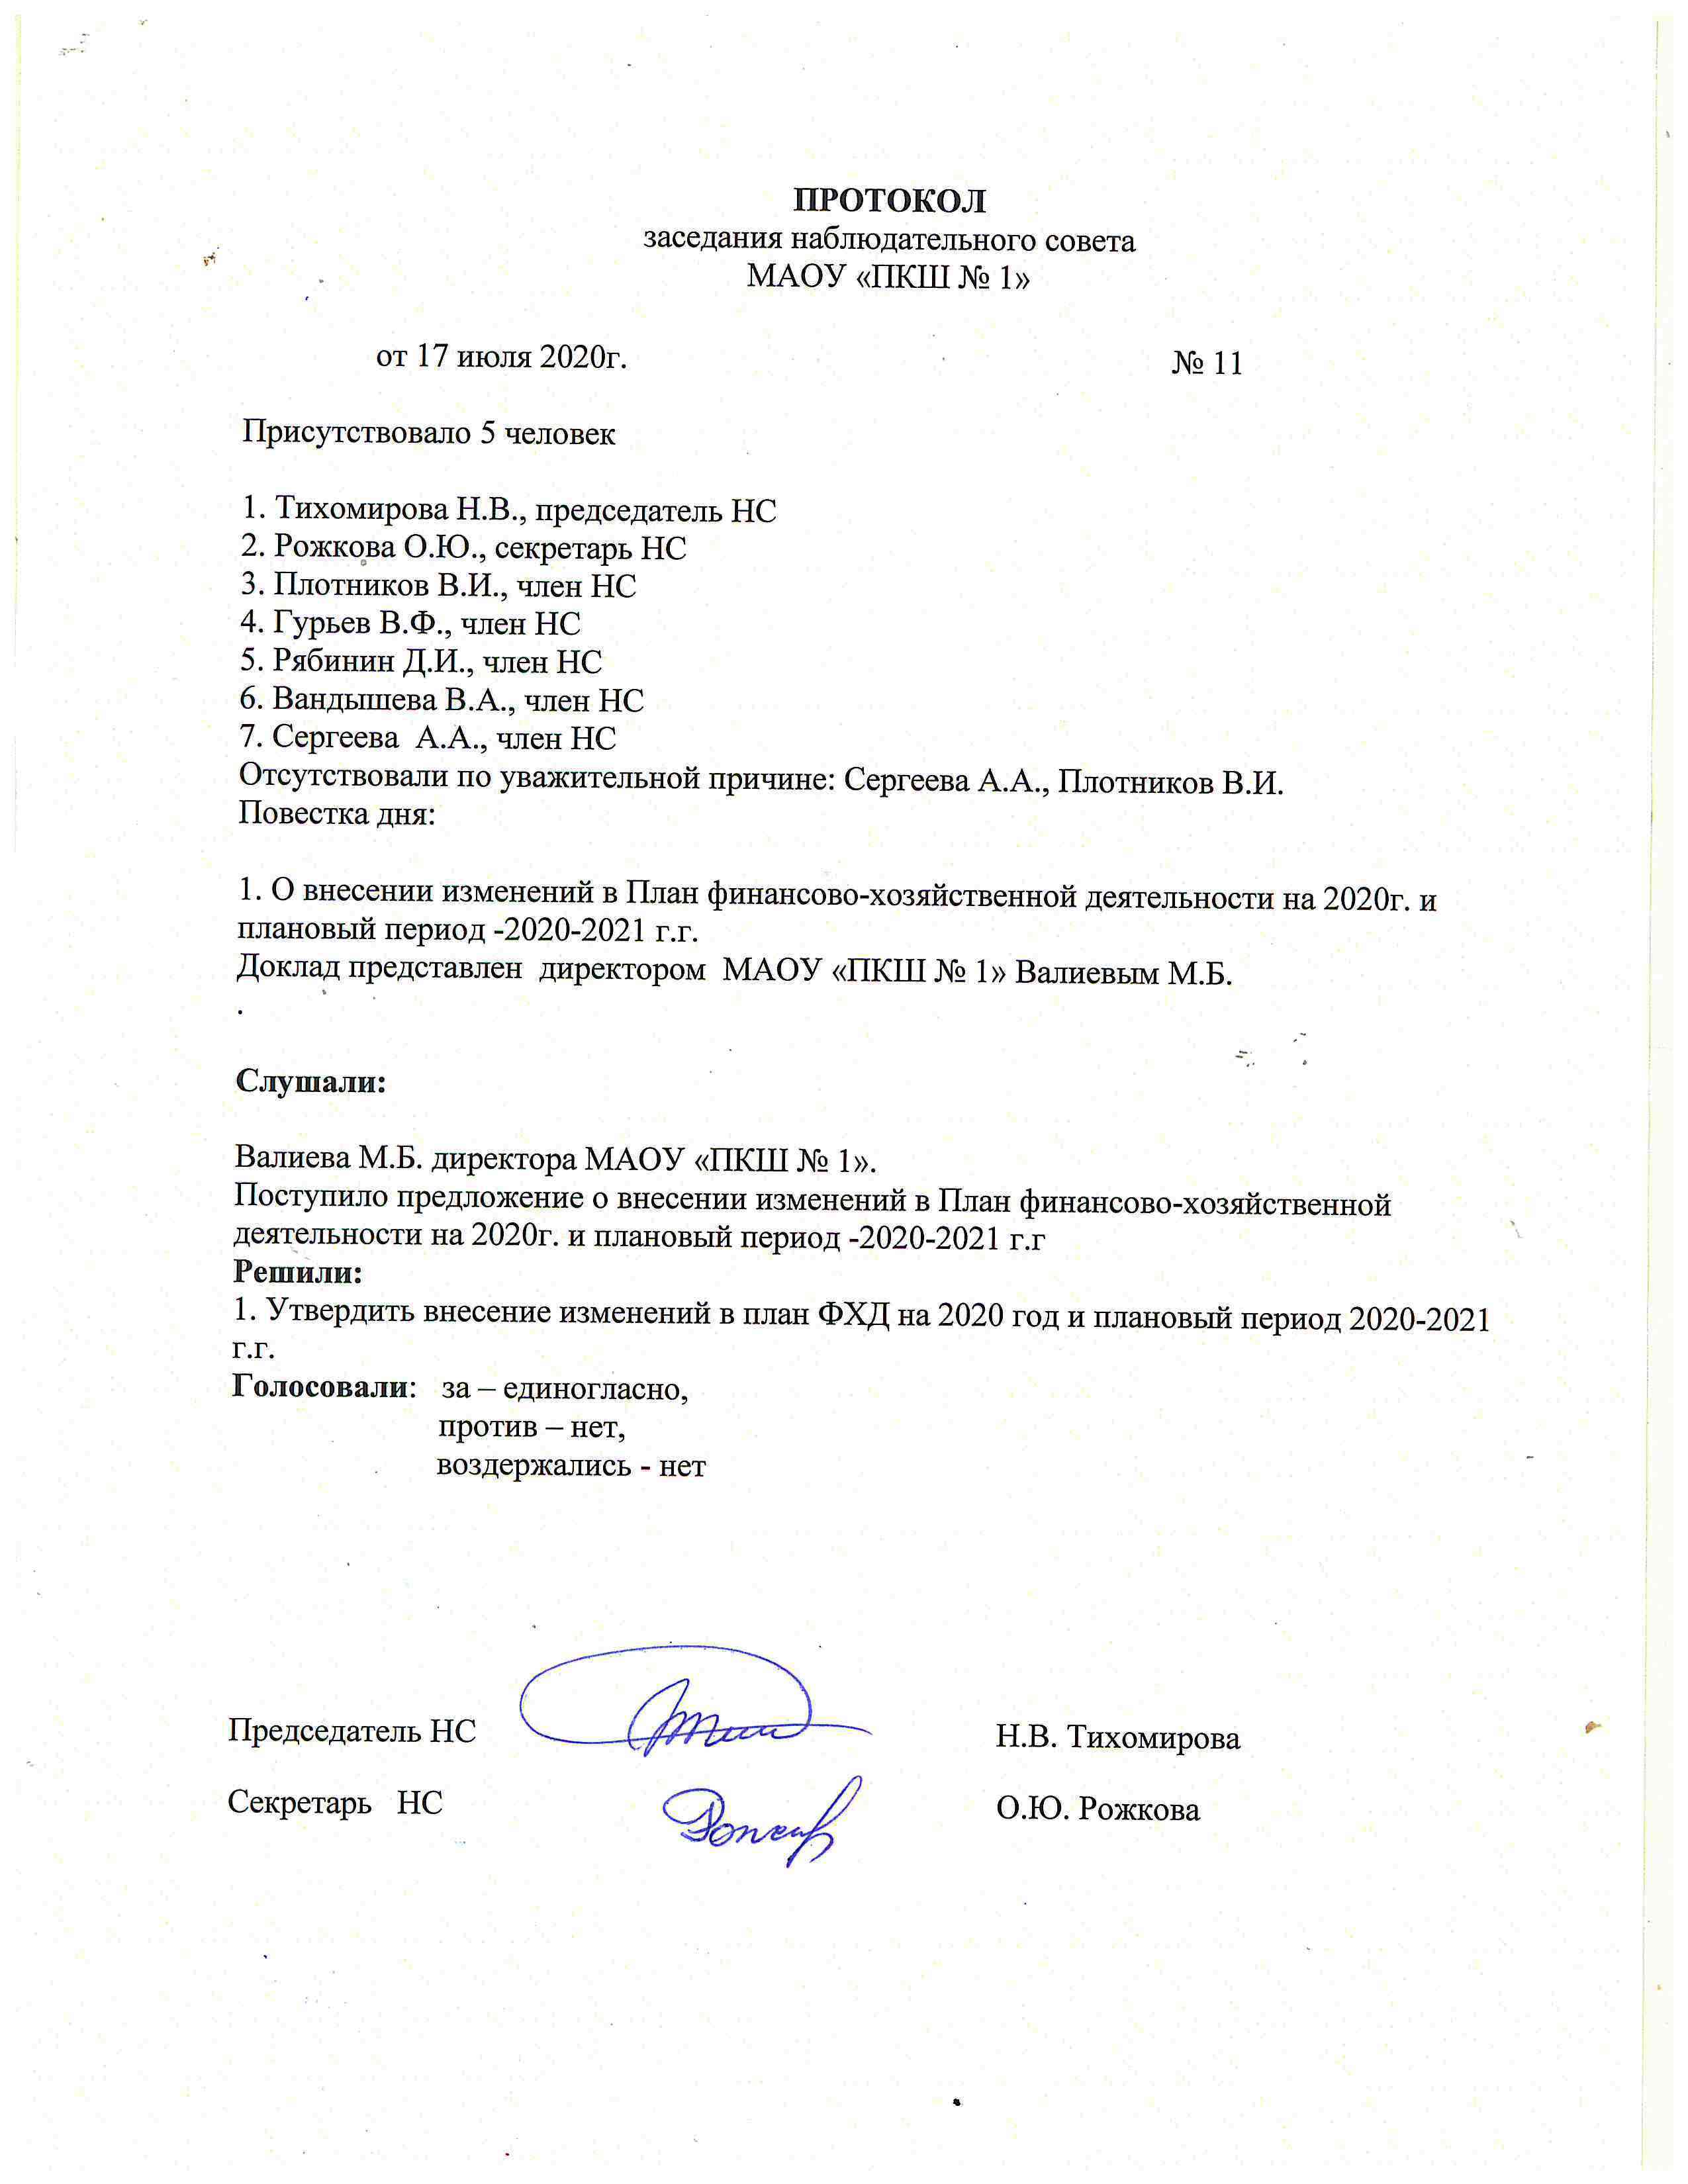 ПРОТОКОЛ
заседания наблюдательного совета
МАОУ «ПКШ № 1»
от 17 июля 2020г. № 11
Присутствовало 5 человек
1. Тихомирова Н.В., председатель НС
2. Рожкова О.Ю., секретарь НС
3. Плотников В.И., член НС
4. Гурьев В.Ф., член НС
5. Рябинин Д.И., член НС
6. Вандышева В.А., член НС
7. Сергеева  А.А., член НС
Отсутствовали по уважительной причине: Сергеева А.А., Плотников В.И.
Повестка дня:
1. О внесении изменений в План финансово-хозяйственной деятельности на 2020г. и
плановый период -2020-2021 г.г.
Доклад представлен  директором  МАОУ «ПКШ № 1» Валиевым М.Б.
.
Слушали:
Валиева М.Б. директора МАОУ «ПКШ № 1».
Поступило предложение о внесении изменений в План финансово-хозяйственной
деятельности на 2020г. и плановый период -2020-2021 г.г
Решили:
1. Утвердить внесение изменений в план ФХД на 2020 год и плановый период 2020-2021
г.г.
Голосовали:   за – единогласно,
против – нет,
воздержались - нет
Председатель НС Н.В. Тихомирова
Секретарь   НС О.Ю. Рожкова